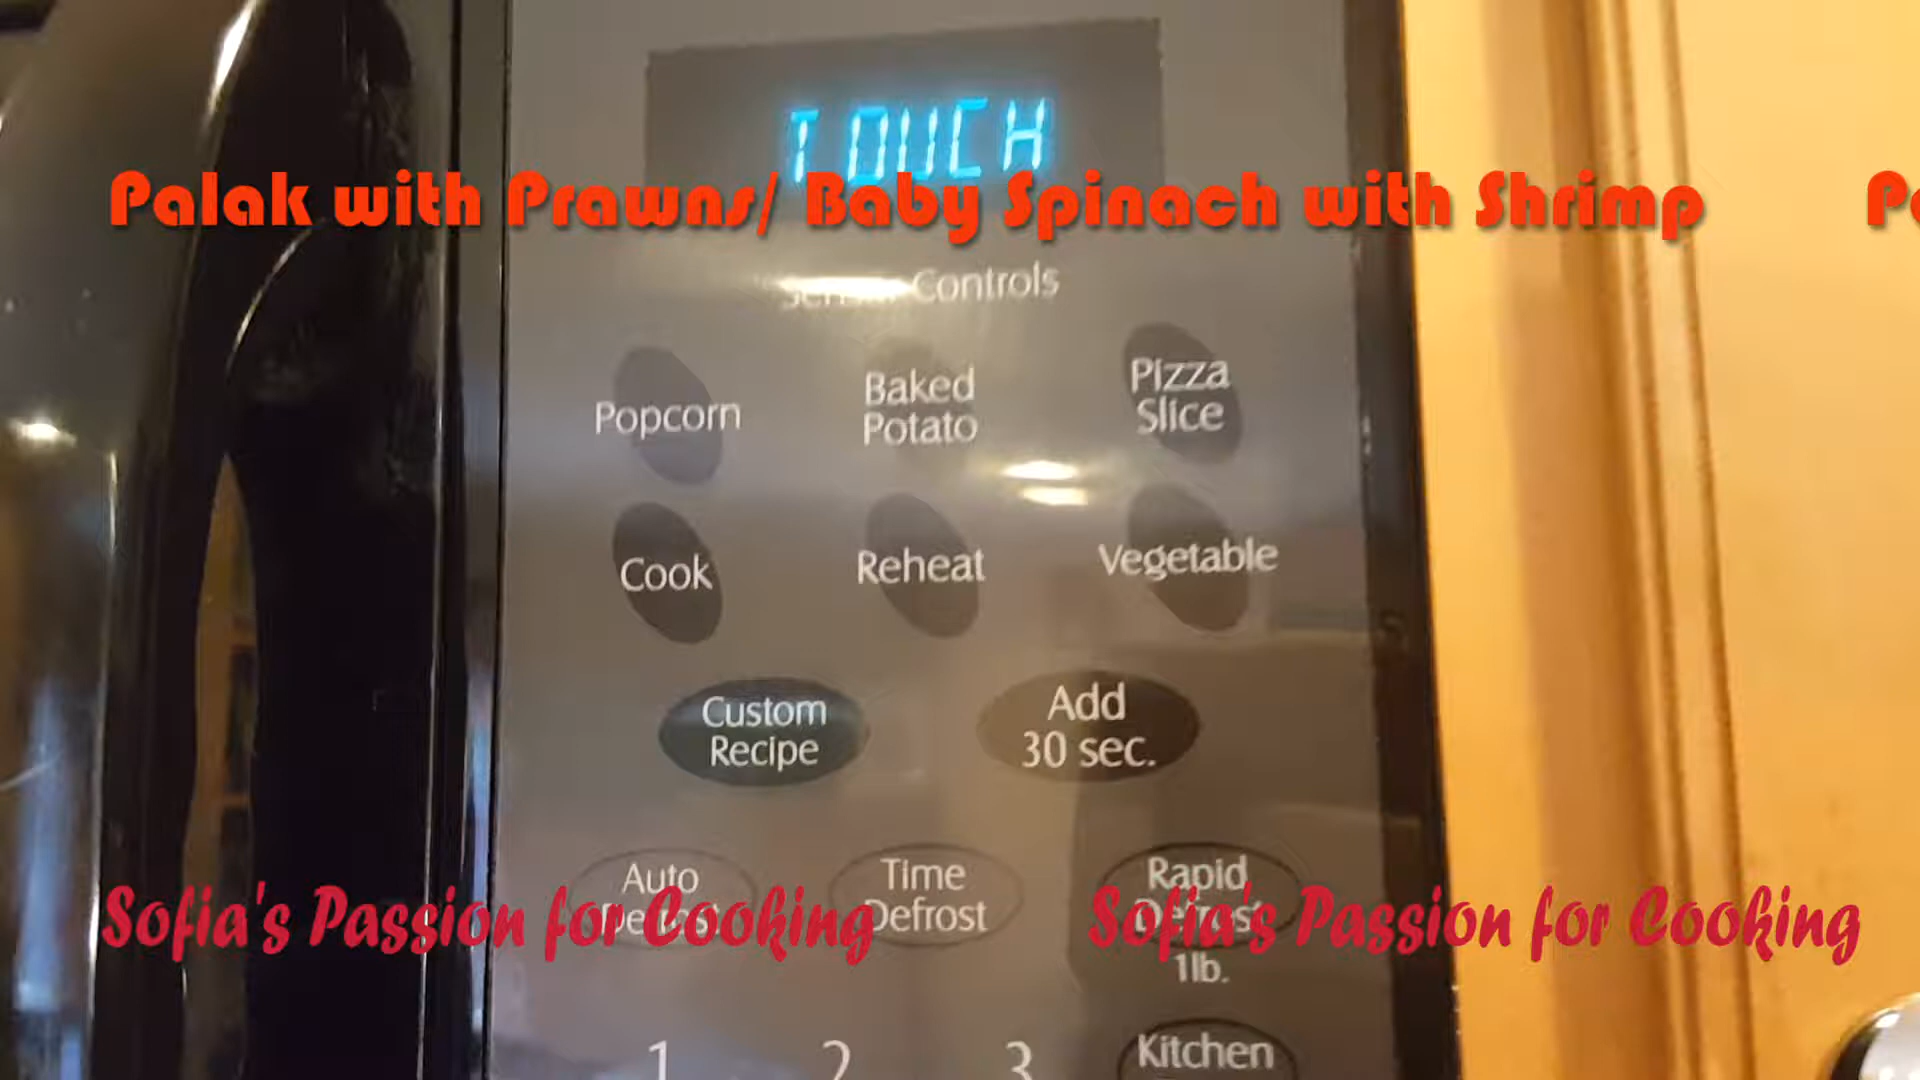 TOUCH
Palak with Prawns/ Baby Spinach with Shrimp
Controls
Popcorn
Baked
Potato
Pizza
Slice
Cook
Reheat
Vegetable
Custom
Recipe
Add
30 sec.
Auto
Defrost
Time
Defrost
Rapid
Defrost
1lb.
Sofia's Passion for Cooking
Sofia's Passion for Cooking
1 2 3
Kitchen